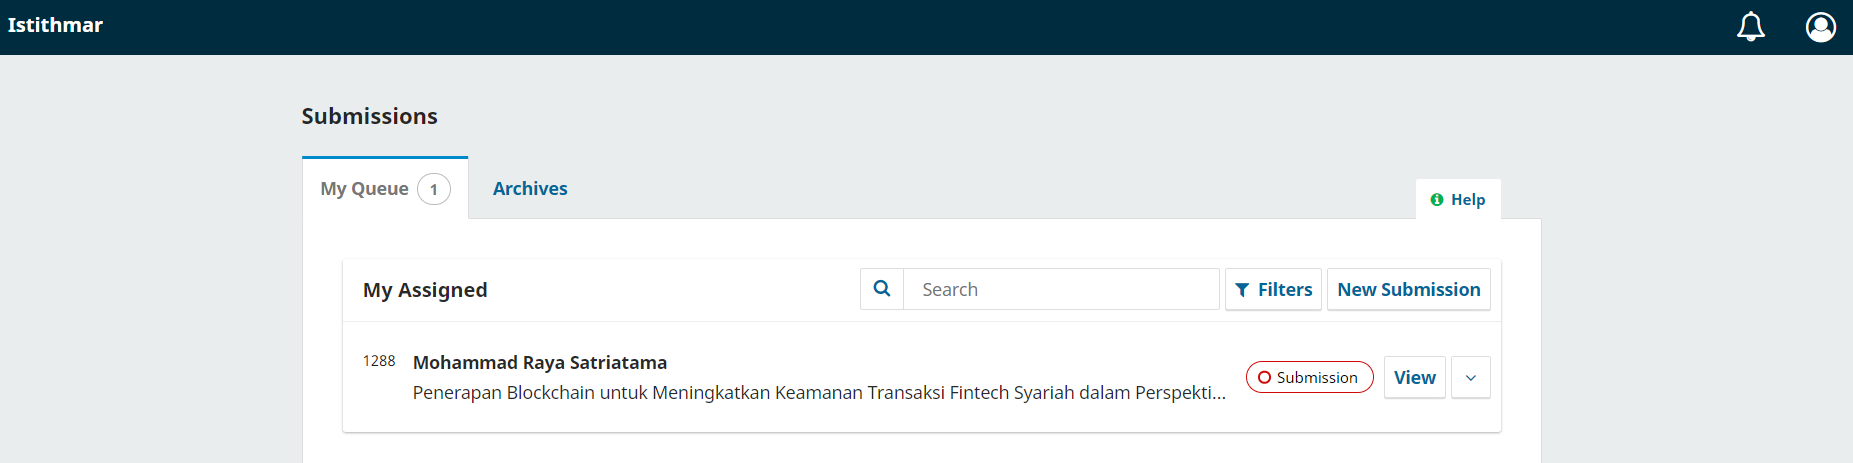 Istithmar
Submissions
My Queue 1
Archives
Help
My Assigned
Search
Filters
New Submission
1288
Mohammad Raya Satriatama
Penerapan Blockchain untuk Meningkatkan Keamanan Transaksi Fintech Syariah dalam Perspekti...
Submission
View